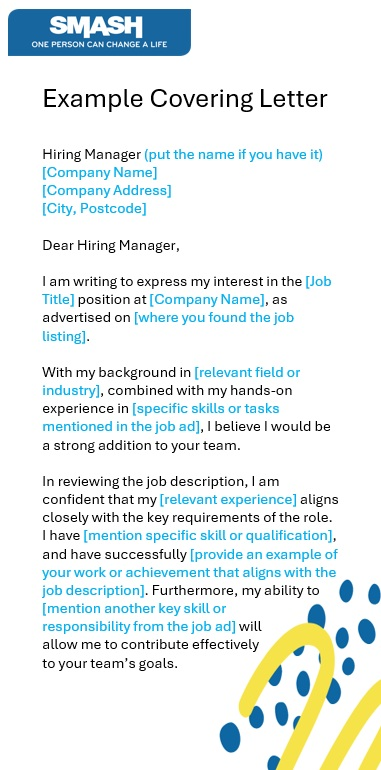 SMASH
ONE PERSON CAN CHANGE A LIFE
Example Covering Letter
Hiring Manager (put the name if you have it)
[Company Name]
[Company Address]
[City, Postcode]
Dear Hiring Manager,
I am writing to express my interest in the [Job
Title] position at [Company Name], as
advertised on [where you found the job
listing].
With my background in [relevant field or
industry], combined with my hands-on
experience in [specific skills or tasks
mentioned in the job ad], I believe I would be
a strong addition to your team.
In reviewing the job description, I am
confident that my [relevant experience] aligns
closely with the key requirements of the role.
I have [mention specific skill or qualification],
and have successfully [provide an example of
your work or achievement that aligns with the
job description]. Furthermore, my ability to
[mention another key skill or
responsibility from the job ad] will
allow me to contribute effectively
to your team's goals.